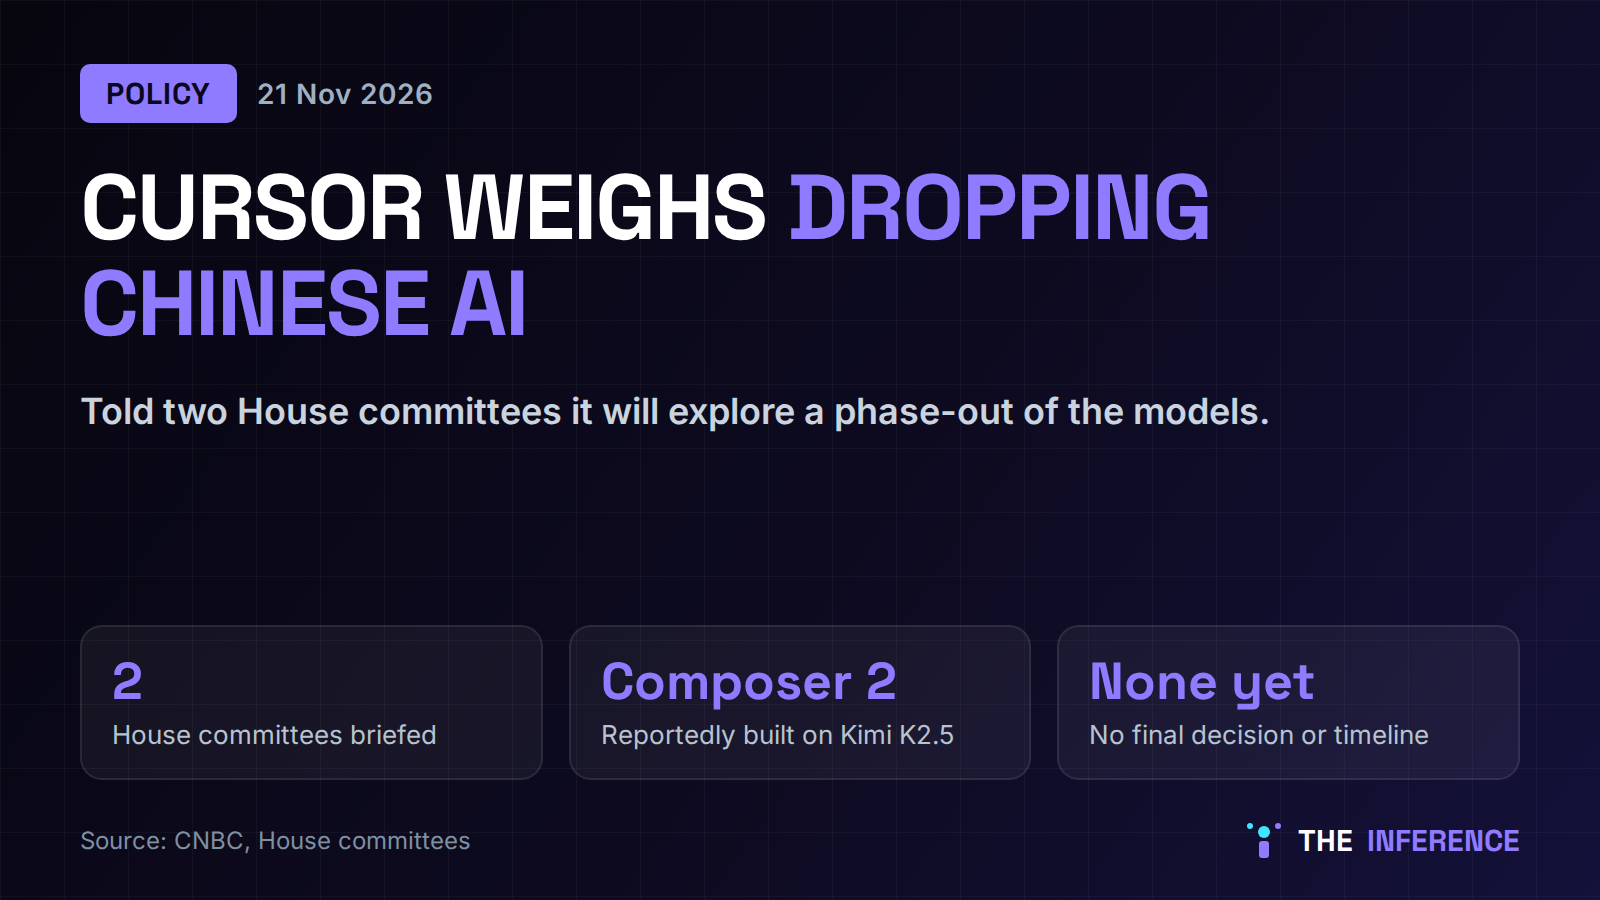 POLICY 21 Nov 2026
CURSOR WEIGHS DROPPING
CHINESE AI
Told two House committees it will explore a phase-out of the models.
2
House committees briefed
Composer 2
Reportedly built on Kimi K2.5
None yet
No final decision or timeline
Source: CNBC, House committees
THE INFERENCE